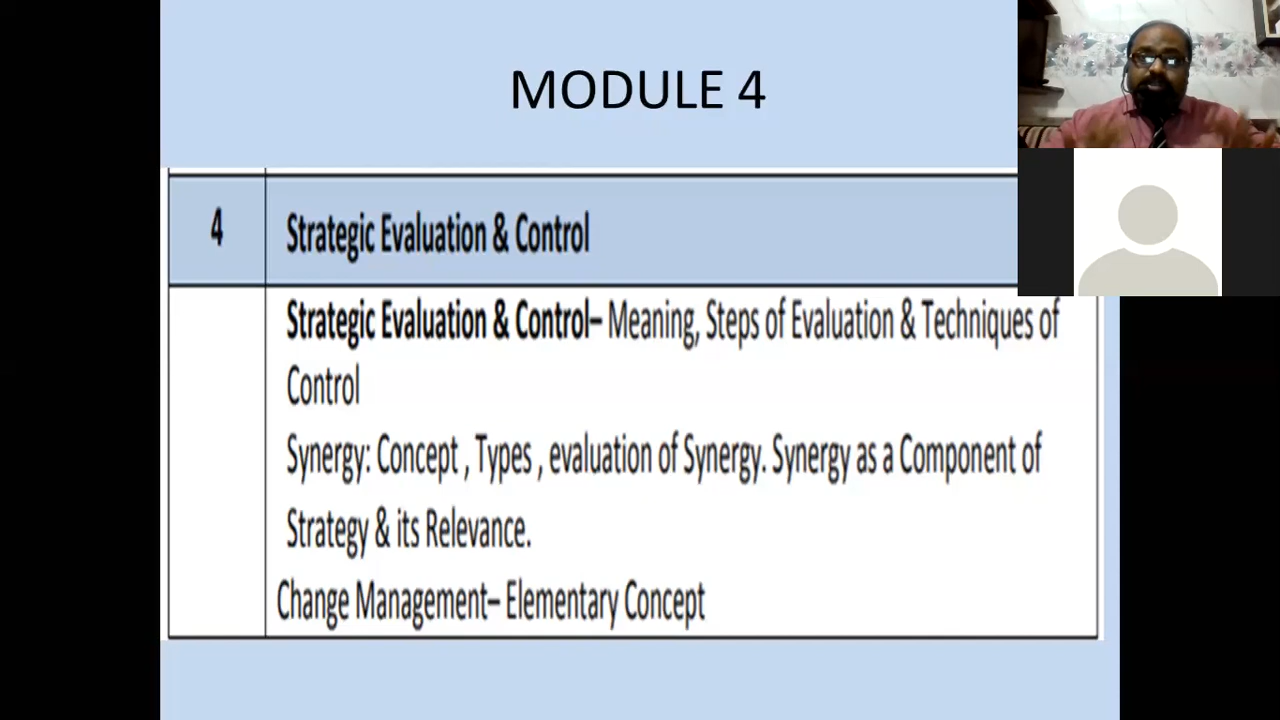 MODULE 4
4 Strategic Evaluation & Control
Strategic Evaluation & Control– Meaning, Steps of Evaluation & Techniques of
Control
Synergy: Concept , Types , evaluation of Synergy. Synergy as a Component of
Strategy & its Relevance.
Change Management– Elementary Concept